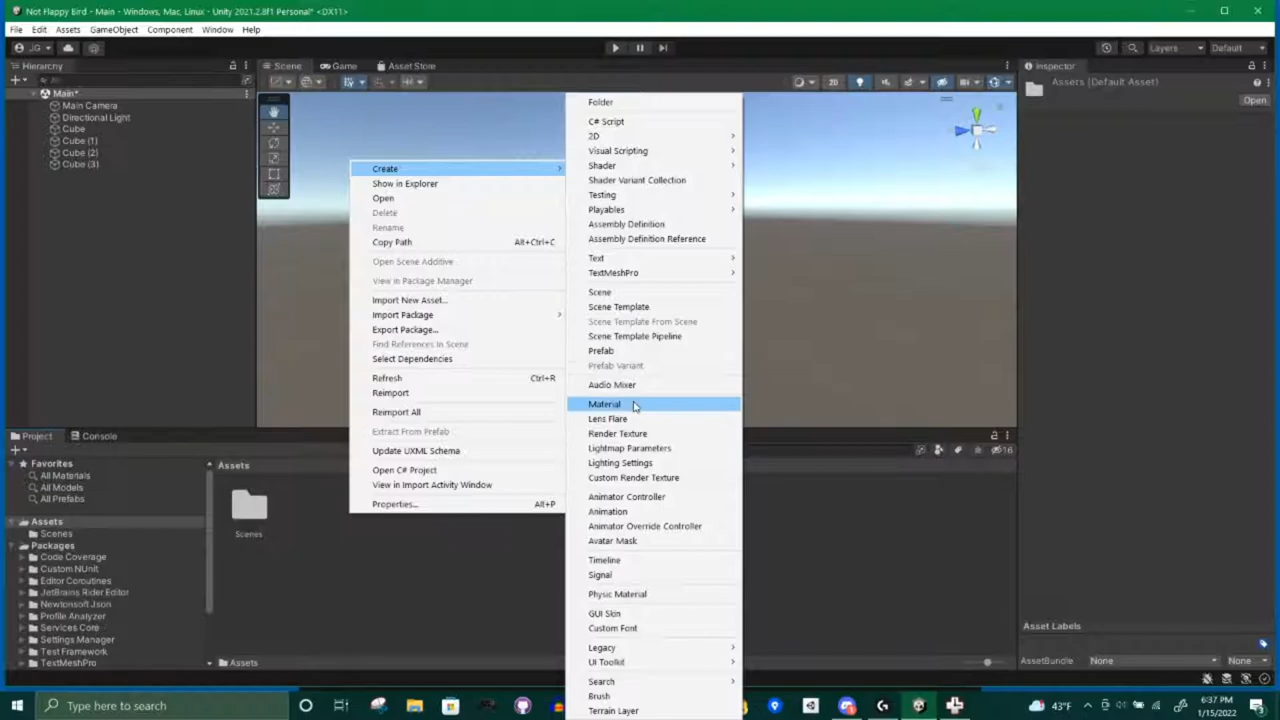 Not Flappy Bird - Main - Windows, Mac, Linux - Unity 2021.2.8f1 Personal* <DX11>
File Edit Assets GameObject Component Window Help
JG Layers Default
Hierarchy
Scene Game Asset Store
Inspector
All
2D
Assets (Default Asset)
Open
Main*
Main Camera
Directional Light
Cube
Cube (1)
Cube (2)
Cube (3)
Create
Show in Explorer
Open
Delete
Rename
Copy Path Alt+Ctrl+C
Open Scene Additive
View in Package Manager
Import New Asset...
Import Package
Export Package...
Find References In Scene
Select Dependencies
Refresh Ctrl+R
Reimport
Reimport All
Extract From Prefab
Update UXML Schema
Open C# Project
View in Import Activity Window
Properties... Alt+P
Folder
C# Script
2D
Visual Scripting
Shader
Shader Variant Collection
Testing
Playables
Assembly Definition
Assembly Definition Reference
Text
TextMeshPro
Scene
Scene Template
Scene Template From Scene
Scene Template Pipeline
Prefab
Prefab Variant
Audio Mixer
Material
Lens Flare
Render Texture
Lightmap Parameters
Lighting Settings
Custom Render Texture
Animator Controller
Animation
Animator Override Controller
Avatar Mask
Timeline
Signal
Physic Material
GUI Skin
Custom Font
Legacy
UI Toolkit
Search
Brush
Terrain Layer
Project Console
16
Favorites
All Materials
All Models
All Prefabs
Assets
Scenes
Packages
Code Coverage
Custom NUnit
Editor Coroutines
JetBrains Rider Editor
Newtonsoft Json
Profile Analyzer
Services Core
Settings Manager
Test Framework
TextMeshPro
Assets
Scenes
Assets
Asset Labels
AssetBundle None None
Type here to search
43°F
6:37 PM
1/15/2022